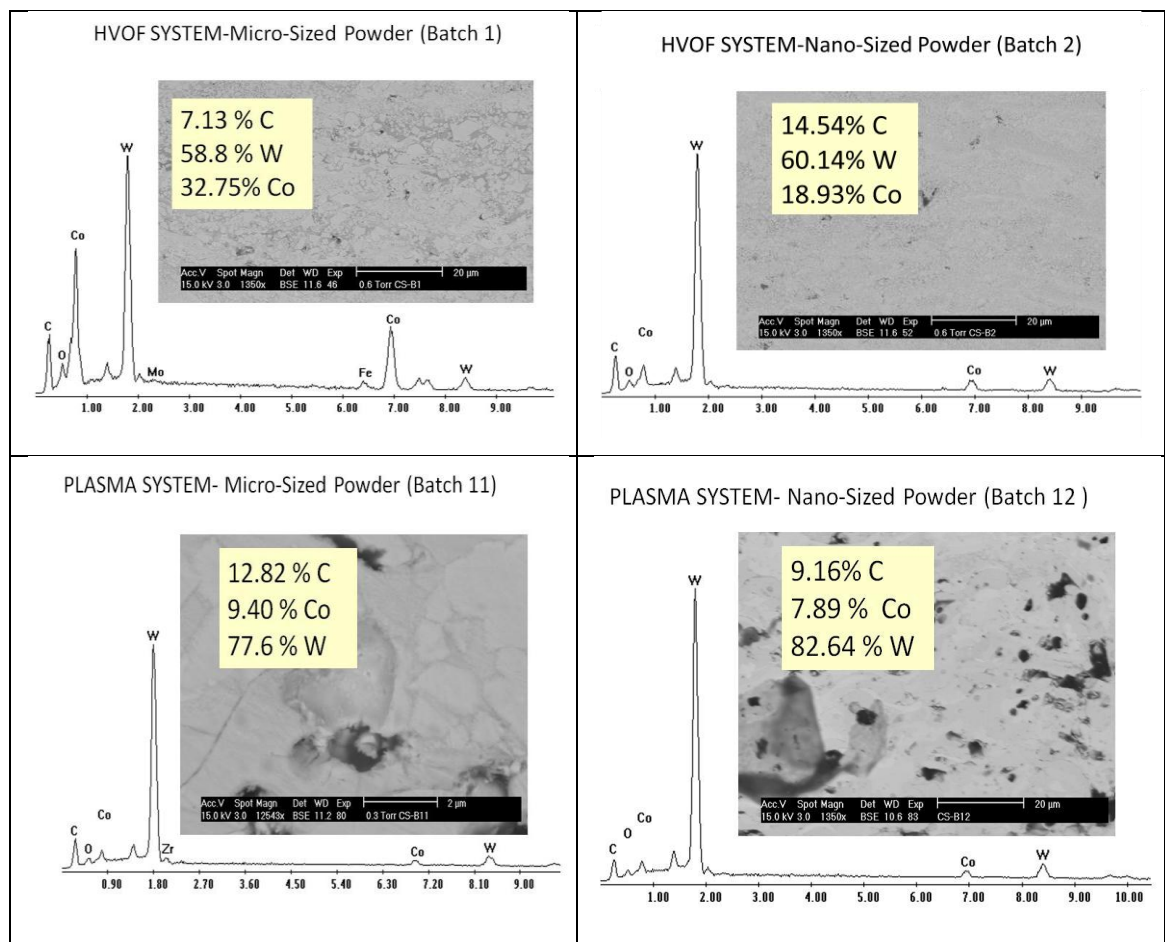 HVOF SYSTEM-Micro-Sized Powder (Batch 1)
7.13 % C
58.8 % W
32.75% Co
W
Co
C
O
Mo
Fe
Co
W
Acc.V Spot Magn Det WD Exp 20 µm
15.0 kV 3.0 1350x BSE 11.6 46 0.6 Torr CS-B1
1.00 2.00 3.00 4.00 5.00 6.00 7.00 8.00 9.00
HVOF SYSTEM-Nano-Sized Powder (Batch 2)
14.54% C
60.14% W
18.93% Co
W
Co
C
O
Co
W
Acc.V Spot Magn Det WD Exp 20 µm
15.0 kV 3.0 1350x BSE 11.6 52 0.6 Torr CS-B2
1.00 2.00 3.00 4.00 5.00 6.00 7.00 8.00 9.00
PLASMA SYSTEM- Micro-Sized Powder (Batch 11)
12.82 % C
9.40 % Co
77.6 % W
W
Co
C
O
Zr
Co
W
Acc.V Spot Magn Det WD Exp 2 µm
15.0 kV 3.0 12543x BSE 11.2 80 0.3 Torr CS-B11
0.90 1.80 2.70 3.60 4.50 5.40 6.30 7.20 8.10 9.00
PLASMA SYSTEM- Nano-Sized Powder (Batch 12 )
9.16% C
7.89 % Co
82.64 % W
W
Co
O
C
Co
W
Acc.V Spot Magn Det WD Exp 20 µm
15.0 kV 3.0 1350x BSE 10.6 83 CS-B12
1.00 2.00 3.00 4.00 5.00 6.00 7.00 8.00 9.00 10.00